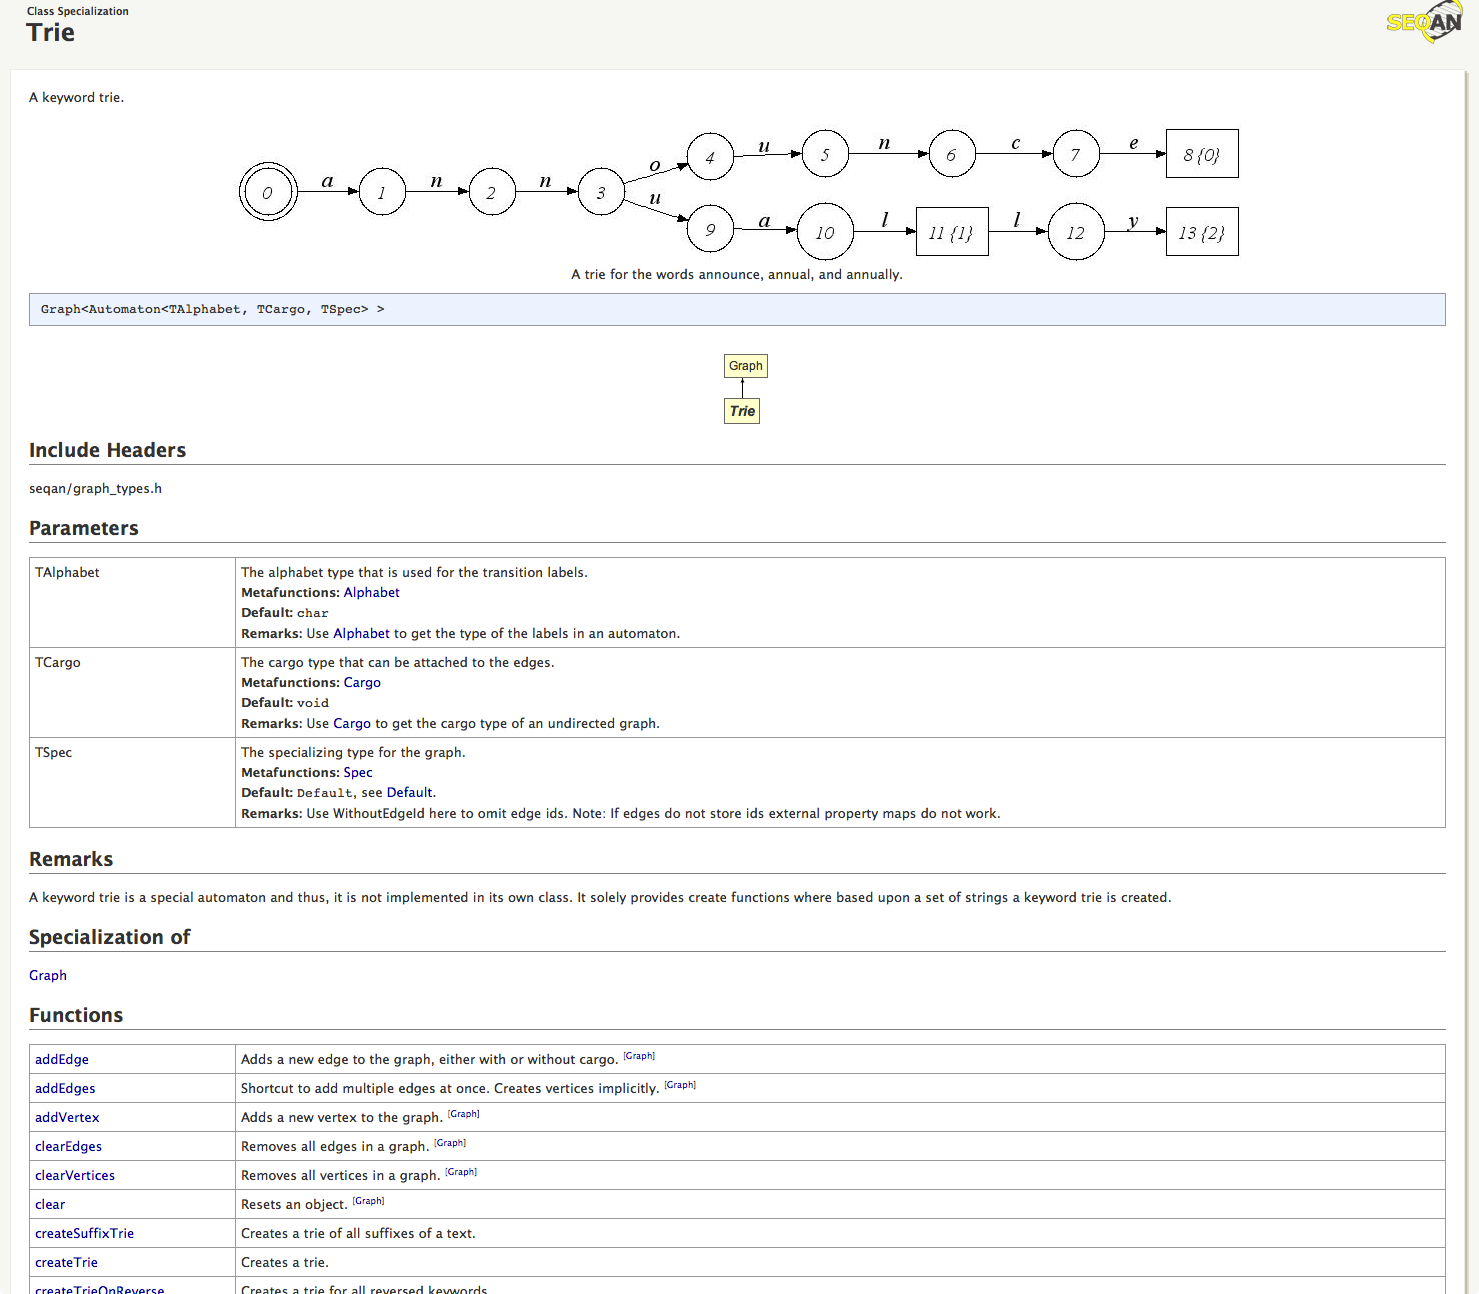 Class Specialization
Trie
SEQAN
A keyword trie.
0 a 1 n 2 n 3 o 4 u 5 n 6 c 7 e 8 {0}
u 9 a 10 l 11 {1} l 12 y 13 {2}
A trie for the words announce, annual, and annually.
Graph<Automaton<TAlphabet, TCargo, TSpec> >
Graph
Trie
Include Headers
seqan/graph_types.h
Parameters
TAlphabet
The alphabet type that is used for the transition labels.
Metafunctions: Alphabet
Default: char
Remarks: Use Alphabet to get the type of the labels in an automaton.
TCargo
The cargo type that can be attached to the edges.
Metafunctions: Cargo
Default: void
Remarks: Use Cargo to get the cargo type of an undirected graph.
TSpec
The specializing type for the graph.
Metafunctions: Spec
Default: Default, see Default.
Remarks: Use WithoutEdgeId here to omit edge ids. Note: If edges do not store ids external property maps do not work.
Remarks
A keyword trie is a special automaton and thus, it is not implemented in its own class. It solely provides create functions where based upon a set of strings a keyword trie is created.
Specialization of
Graph
Functions
addEdge Adds a new edge to the graph, either with or without cargo. [Graph]
addEdges Shortcut to add multiple edges at once. Creates vertices implicitly. [Graph]
addVertex Adds a new vertex to the graph. [Graph]
clearEdges Removes all edges in a graph. [Graph]
clearVertices Removes all vertices in a graph. [Graph]
clear Resets an object. [Graph]
createSuffixTrie Creates a trie of all suffixes of a text.
createTrie Creates a trie.
createTrieOnReverse Creates a trie for all reversed keywords